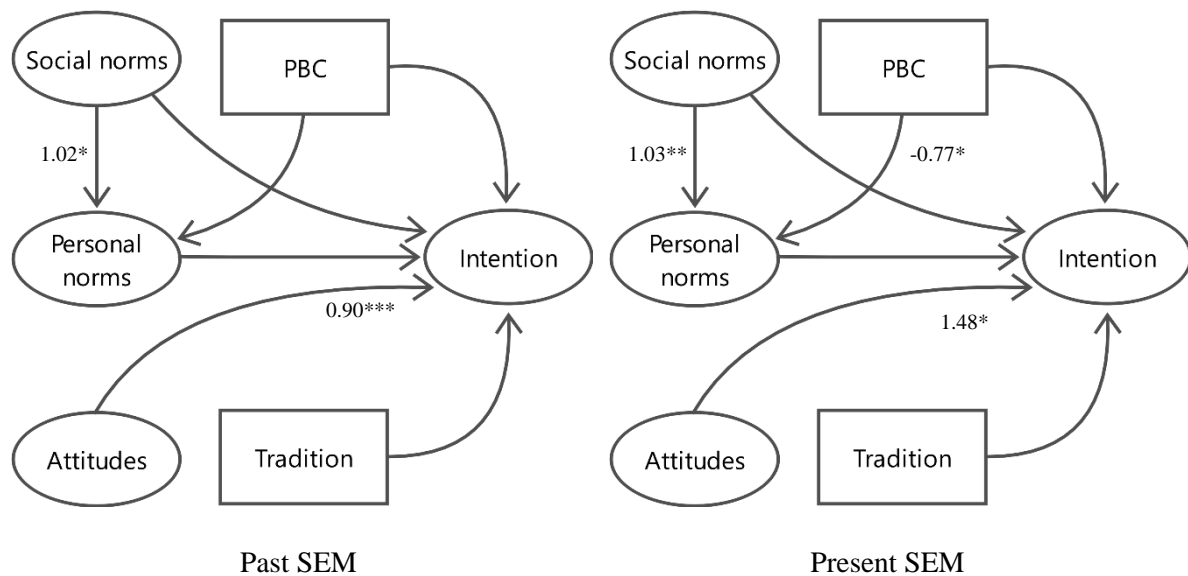 Social norms
PBC
1.02*
Personal
norms
Intention
0.90***
Attitudes
Tradition
Past SEM
Social norms
PBC
1.03**
-0.77*
Personal
norms
Intention
1.48*
Attitudes
Tradition
Present SEM